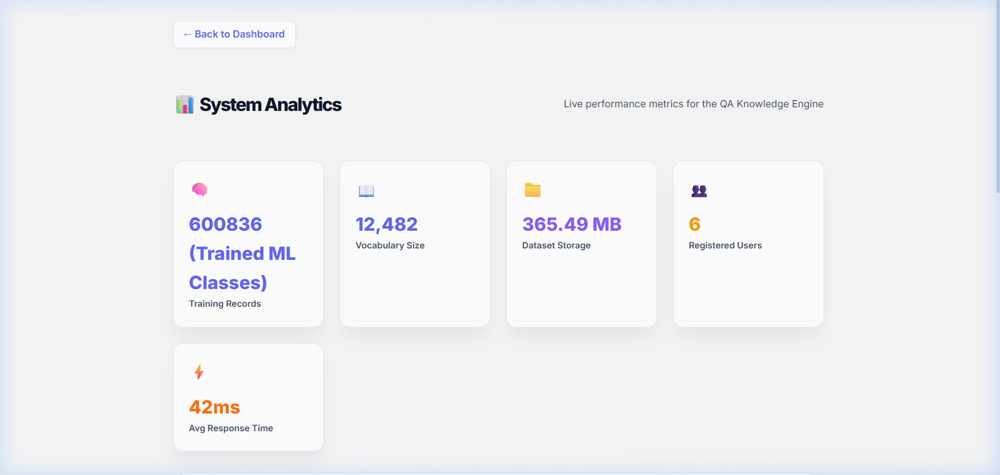 ← Back to Dashboard
System Analytics
Live performance metrics for the QA Knowledge Engine
600836
(Trained ML
Classes)
Training Records
12,482
Vocabulary Size
365.49 MB
Dataset Storage
6
Registered Users
42ms
Avg Response Time